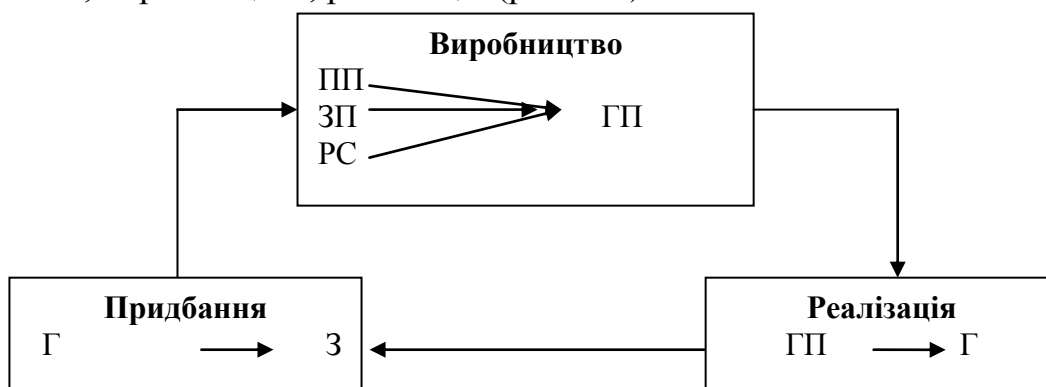 Виробництво
ПП
ЗП ГП
РС
Придбання
Г З
Реалізація
ГП Г